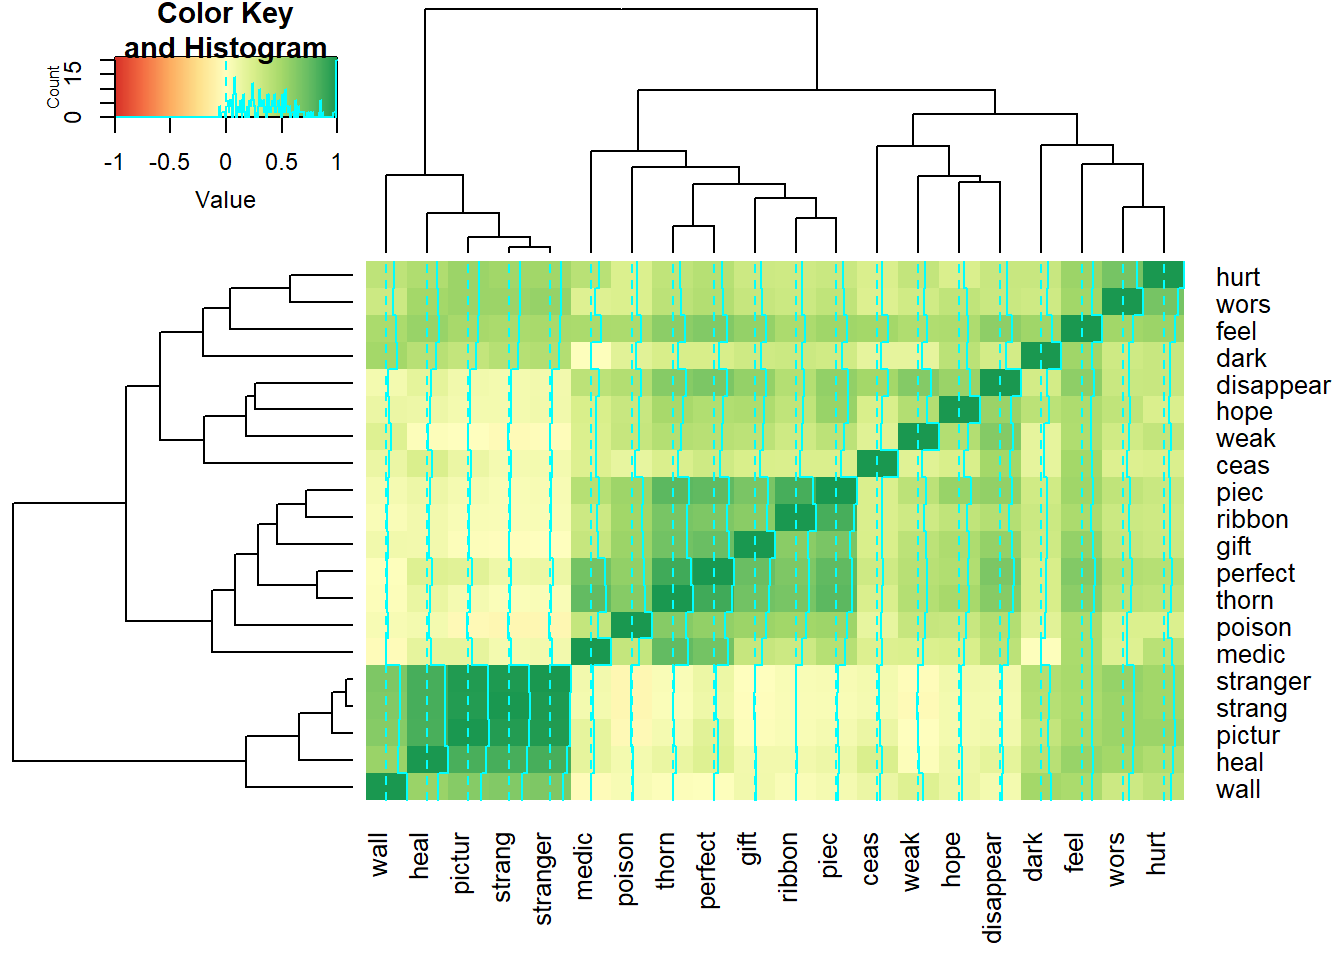 Color Key
and Histogram
Count
0
15
-1
-0.5
0
0.5
1
Value
hurt
wors
feel
dark
disappear
hope
weak
ceas
piec
ribbon
gift
perfect
thorn
poison
medic
stranger
strang
pictur
heal
wall
wall
heal
pictur
strang
stranger
medic
poison
thorn
perfect
gift
ribbon
piec
ceas
weak
hope
disappear
dark
feel
wors
hurt